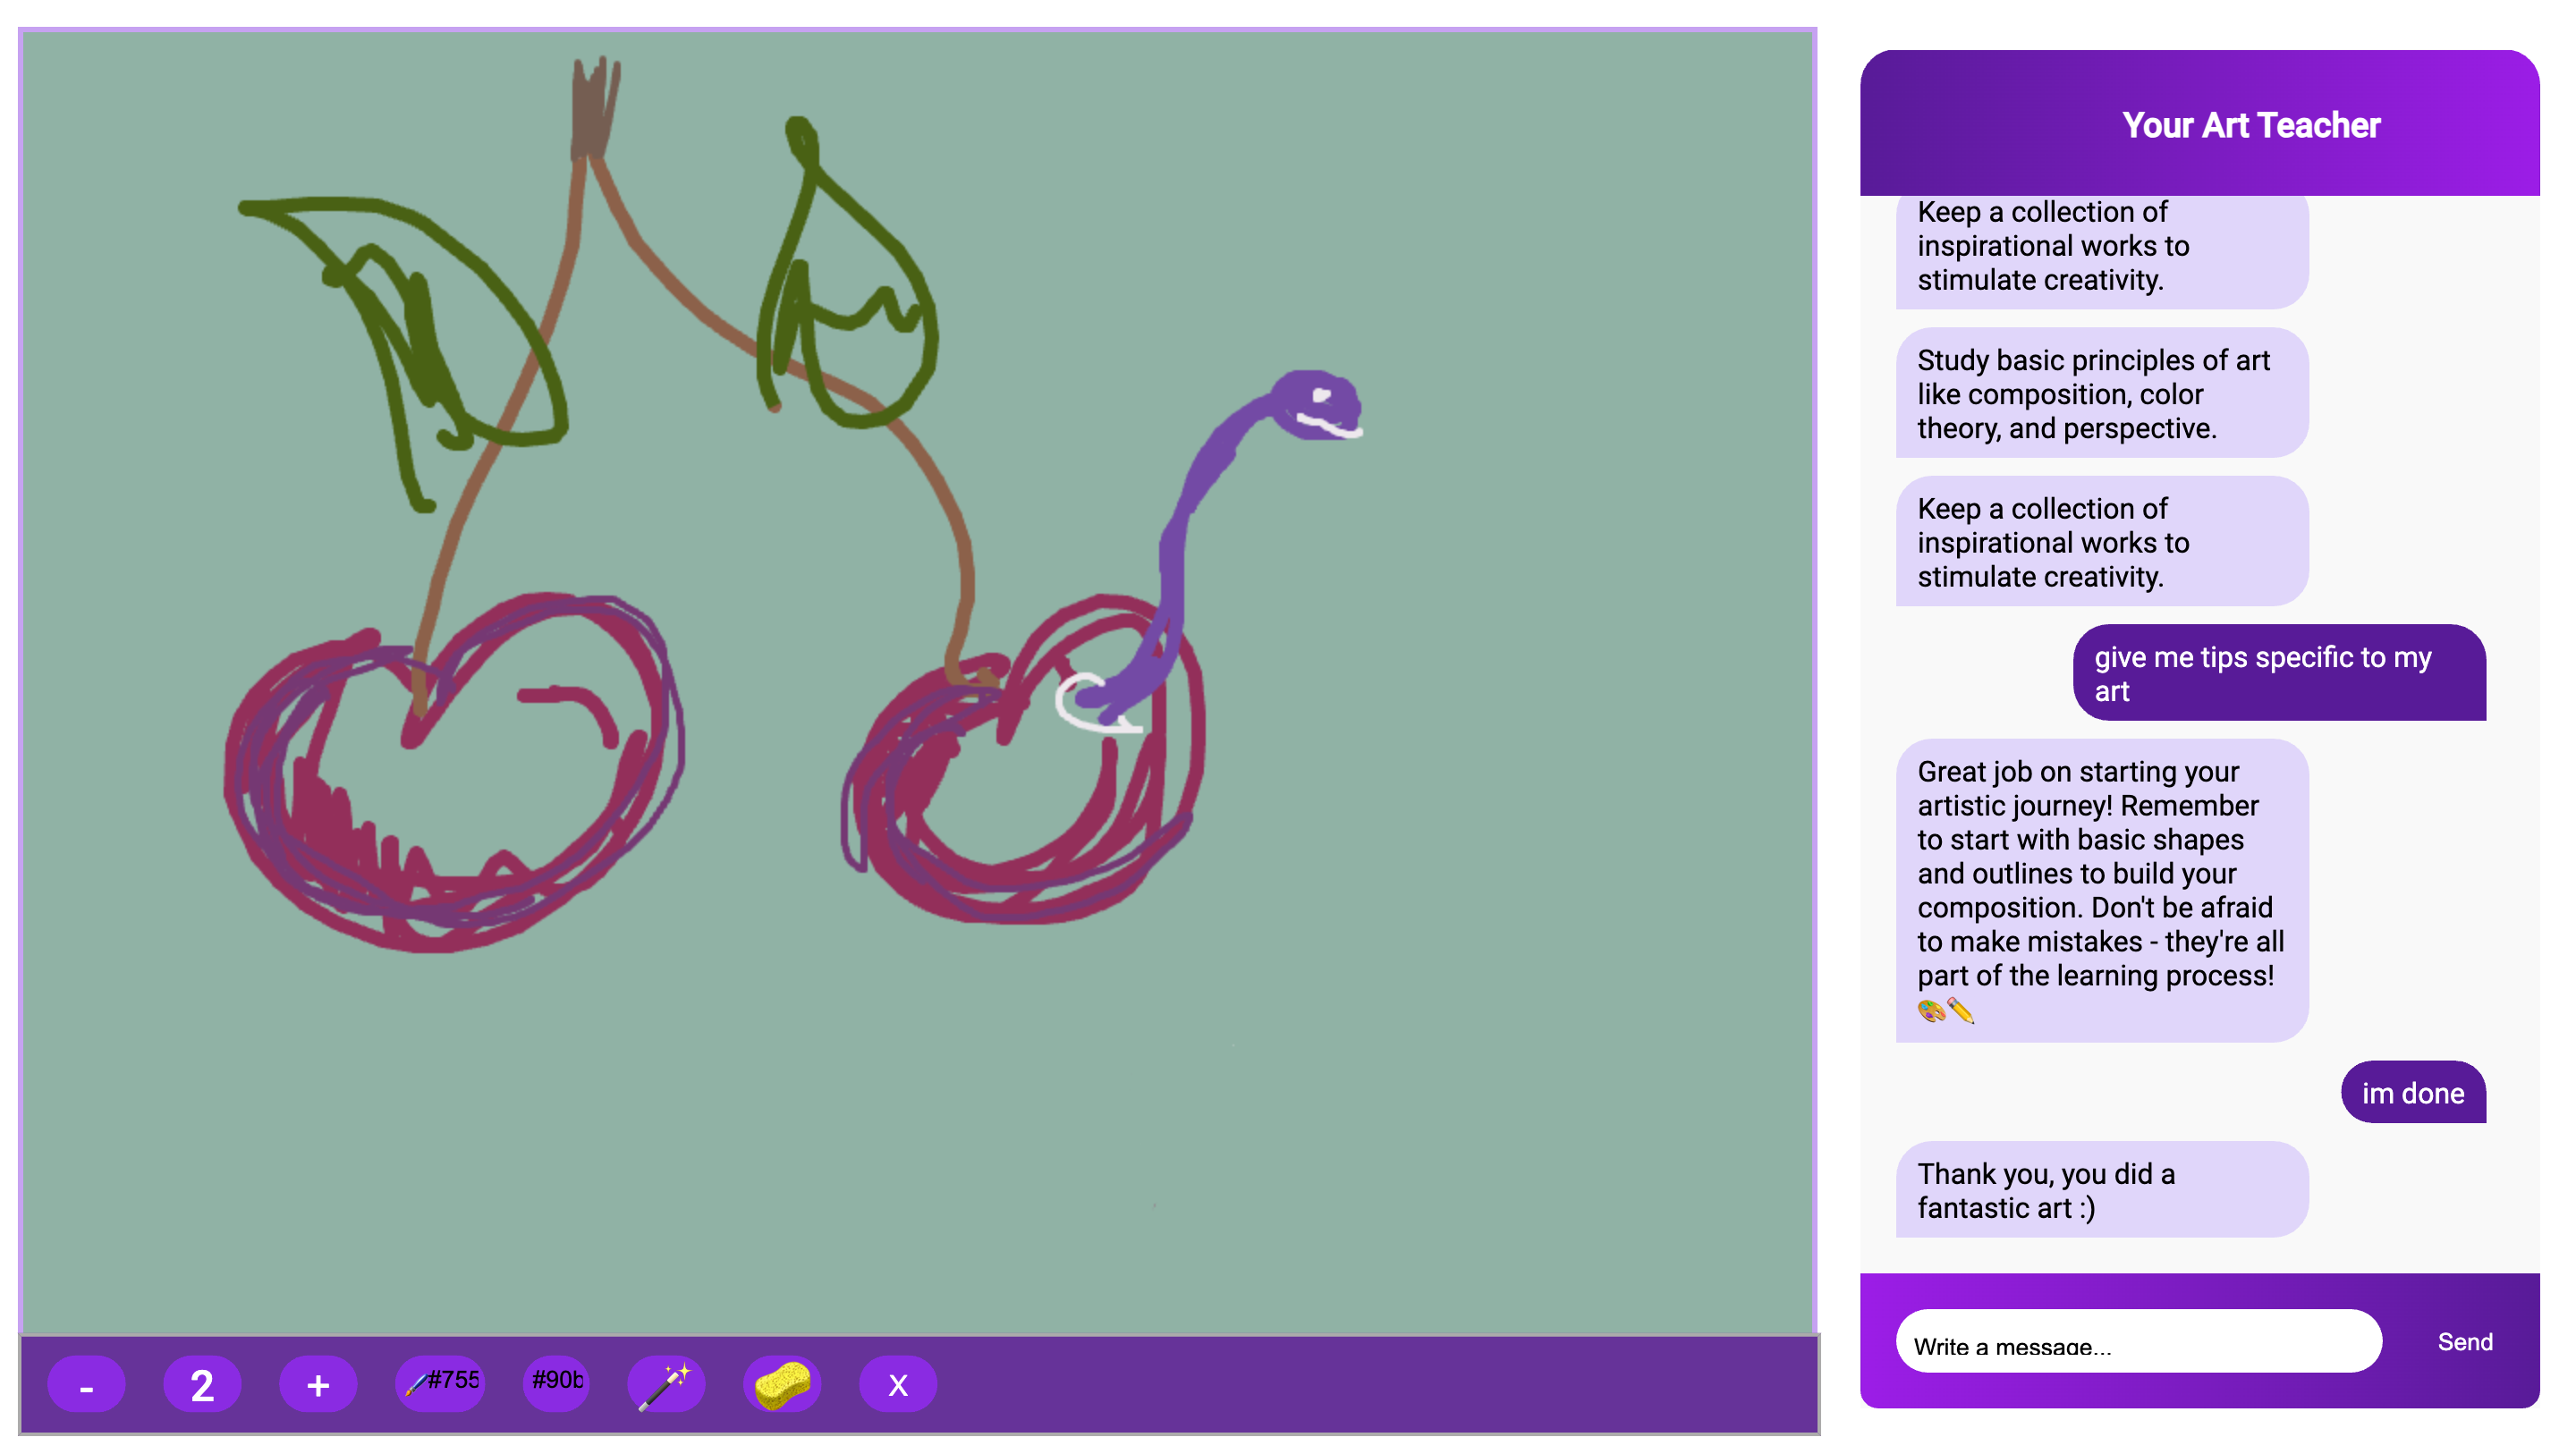 Your Art Teacher
Keep a collection of
inspirational works to
stimulate creativity.
Study basic principles of art
like composition, color
theory, and perspective.
Keep a collection of
inspirational works to
stimulate creativity.
give me tips specific to my
art
Great job on starting your
artistic journey! Remember
to start with basic shapes
and outlines to build your
composition. Don't be afraid
to make mistakes - they're all
part of the learning process!
🎨✏️
im done
Thank you, you did a
fantastic art :)
Write a message...
Send
- 2 + #755 #90b x